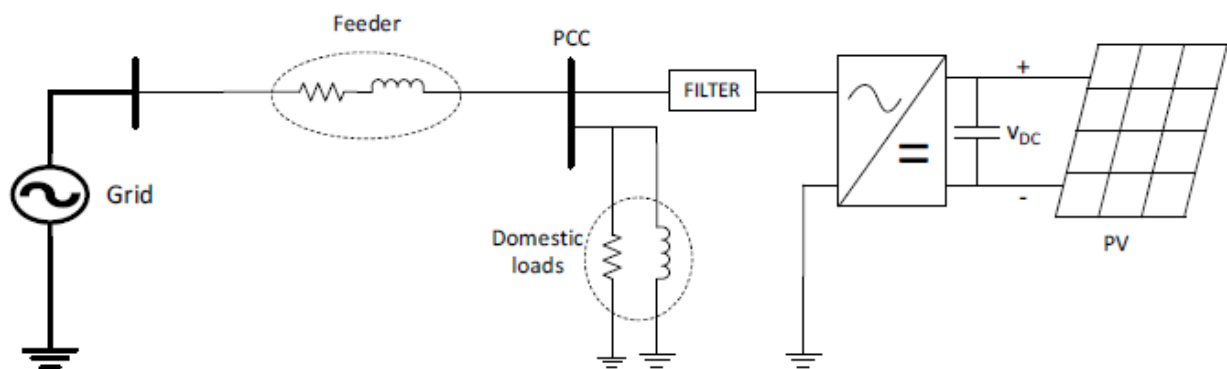 Feeder
PCC
FILTER
+
vDC
-
PV
Grid
Domestic
loads